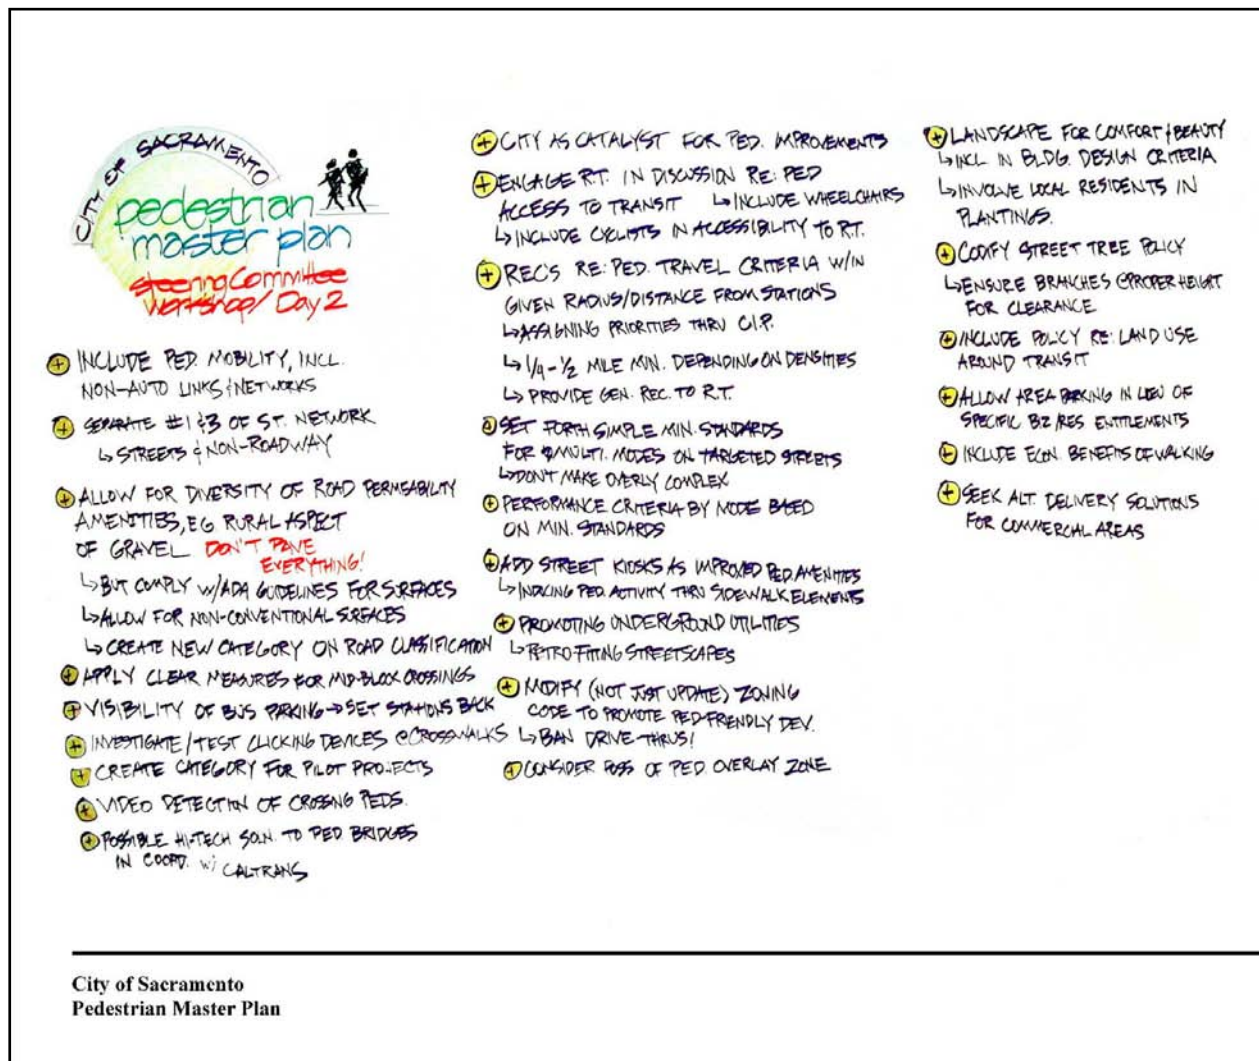 CITY OF SACRAMENTO
pedestrian
master plan
steering Committee
workshop/Day 2
+ INCLUDE PED. MOBILITY, INCL.
NON-AUTO LINKS & NETWORKS
+ SEPARATE #1 & 3 OF ST. NETWORK
↳ STREETS & NON-ROADWAY
+ ALLOW FOR DIVERSITY OF ROAD PERMEABILITY
AMENITIES, EG RURAL ASPECT
OF GRAVEL DON'T PAVE
EVERYTHING!
↳ BUT COMPLY W/ADA GUIDELINES FOR SURFACES
↳ ALLOW FOR NON-CONVENTIONAL SURFACES
↳ CREATE NEW CATEGORY ON ROAD CLASSIFICATION
+ APPLY CLEAR MEASURES FOR MID-BLOCK CROSSINGS
+ VISIBILITY OF BUS PARKING → SET STATIONS BACK
+ INVESTIGATE/TEST CLICKING DEVICES @ CROSSWALKS
+ CREATE CATEGORY FOR PILOT PROJECTS
+ VIDEO DETECTION OF CROSSING PEDS.
+ POSSIBLE HI-TECH SOLN. TO PED BRIDGES
IN COORD. W/ CALTRANS
+ CITY AS CATALYST FOR PED. IMPROVEMENTS
+ ENGAGE R.T. IN DISCUSSION RE: PED
ACCESS TO TRANSIT ↳ INCLUDE WHEELCHAIRS
↳ INCLUDE CYCLISTS IN ACCESSIBILITY TO R.T.
+ REC'S RE: PED. TRAVEL CRITERIA W/IN
GIVEN RADIUS/DISTANCE FROM STATIONS
↳ ASSIGNING PRIORITIES THRU C.I.P.
↳ 1/4 - 1/2 MILE MIN. DEPENDING ON DENSITIES
↳ PROVIDE GEN. REC. TO R.T.
+ SET FORTH SIMPLE MIN. STANDARDS
FOR MULTI. MODES ON TARGETED STREETS
↳ DON'T MAKE OVERLY COMPLEX
+ PERFORMANCE CRITERIA BY MODE BASED
ON MIN. STANDARDS
+ ADD STREET KIOSKS AS IMPROVED PED. AMENITIES
↳ INDUCING PED. ACTIVITY THRU SIDEWALK ELEMENTS
+ PROMOTING UNDERGROUND UTILITIES
↳ RETROFITTING STREETSCAPES
+ MODIFY (NOT JUST UPDATE) ZONING
CODE TO PROMOTE PED-FRIENDLY DEV.
↳ BAN DRIVE-THRUS!
+ CONSIDER POSS OF PED. OVERLAY ZONE
+ LANDSCAPE FOR COMFORT & BEAUTY
↳ INCL. IN BLDG. DESIGN CRITERIA
↳ INVOLVE LOCAL RESIDENTS IN
PLANTINGS.
+ CODIFY STREET TREE POLICY
↳ ENSURE BRANCHES @ PROPER HEIGHT
FOR CLEARANCE
+ INCLUDE POLICY RE: LAND USE
AROUND TRANSIT
+ ALLOW AREA PARKING IN LIEU OF
SPECIFIC BIZ/RES ENTITLEMENTS
+ INCLUDE ECON. BENEFITS OF WALKING
+ SEEK ALT. DELIVERY SOLUTIONS
FOR COMMERCIAL AREAS
City of Sacramento
Pedestrian Master Plan